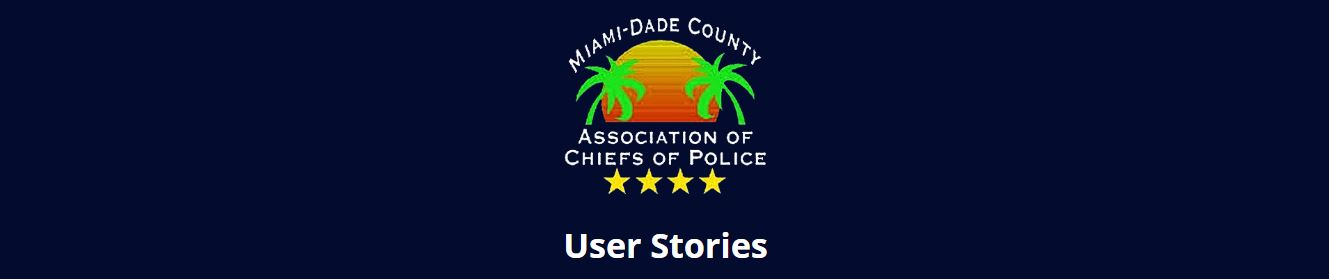 MIAMI-DADE COUNTY
ASSOCIATION OF
CHIEFS OF POLICE
User Stories